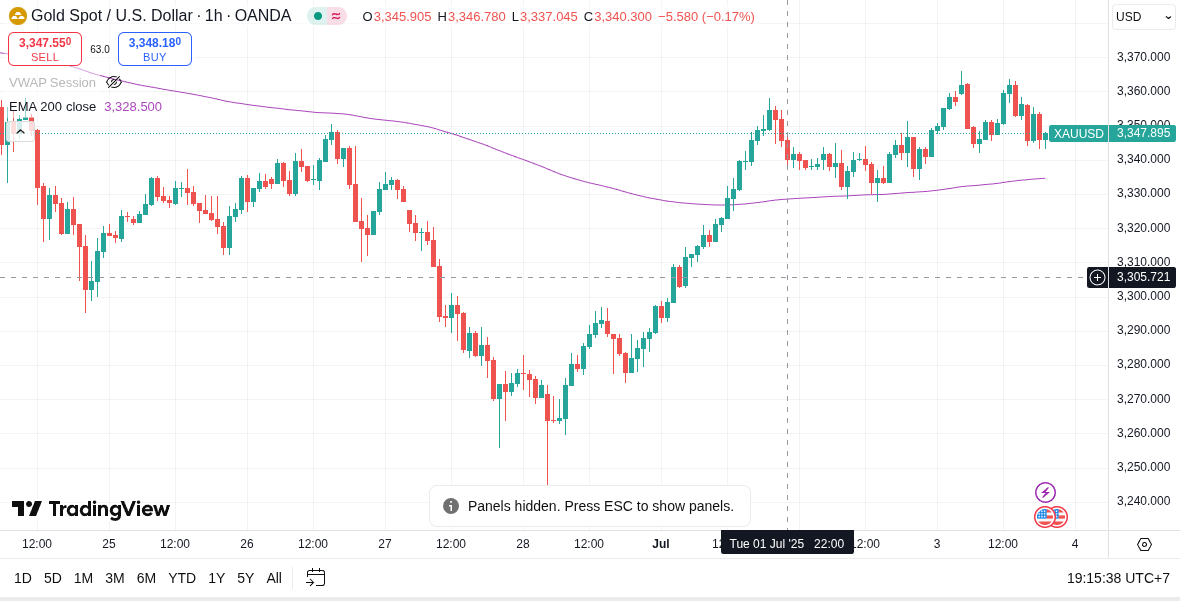 Gold Spot / U.S. Dollar · 1h · OANDA O3,345.905 H3,346.780 L3,337.045 C3,340.300 −5.580 (−0.17%)
USD
3,347.550 SELL
63.0
3,348.180 BUY
VWAP Session
EMA 200 close 3,328.500
3,370.000
3,360.000
3,350.000
XAUUSD 3,347.895
3,340.000
3,330.000
3,320.000
3,310.000
3,305.721
3,300.000
3,290.000
3,280.000
3,270.000
3,260.000
3,250.000
3,240.000
TradingView
Panels hidden. Press ESC to show panels.
12:00 25 12:00 26 12:00 27 12:00 28 12:00 Jul Tue 01 Jul '25 22:00 12:00 3 12:00 4
1D 5D 1M 3M 6M YTD 1Y 5Y All
19:15:38 UTC+7